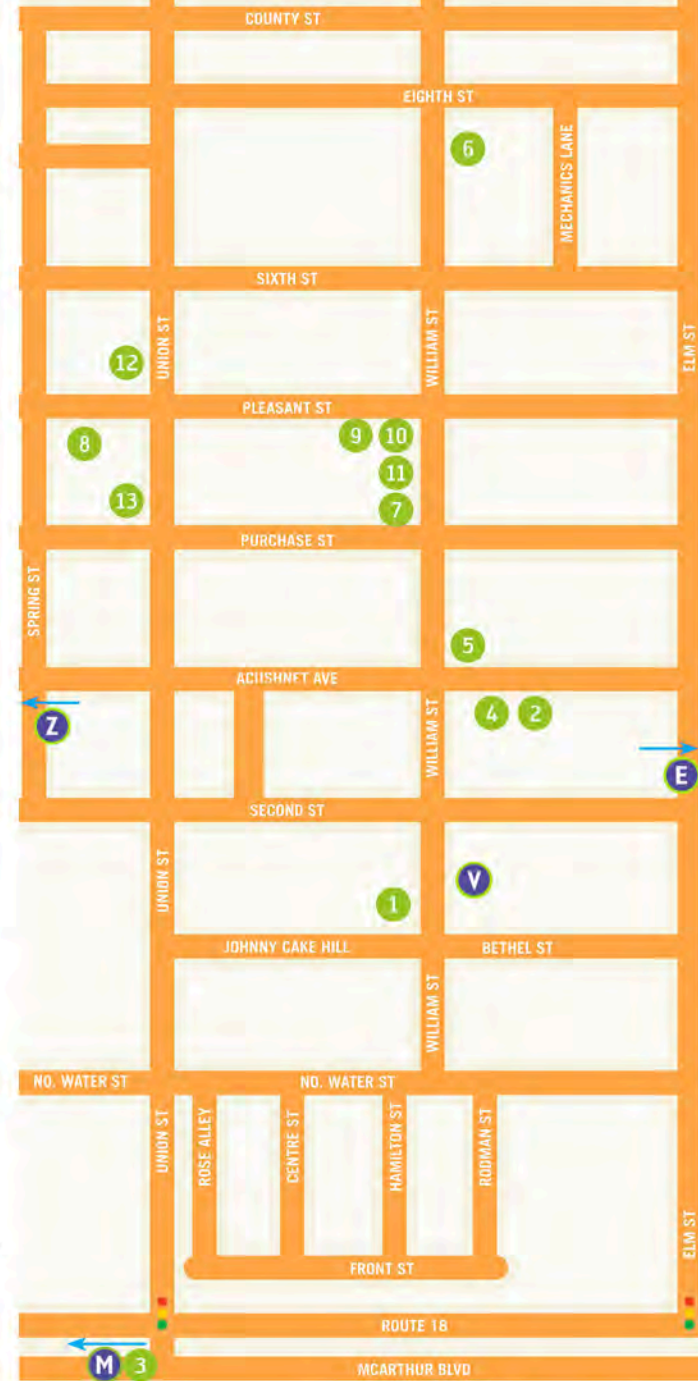 COUNTY ST
EIGHTH ST
6
MECHANICS LANE
SIXTH ST
UNION ST
WILLIAM ST
ELM ST
12
PLEASANT ST
8
9
10
11
13
7
PURCHASE ST
SPRING ST
5
ACUSHNET AVE
Z
WILLIAM ST
4
2
E
SECOND ST
UNION ST
V
1
JOHNNY CAKE HILL
BETHEL ST
WILLIAM ST
NO. WATER ST
NO. WATER ST
UNION ST
ROSE ALLEY
CENTRE ST
HAMILTON ST
RODMAN ST
ELM ST
FRONT ST
ROUTE 18
M
3
MCARTHUR BLVD